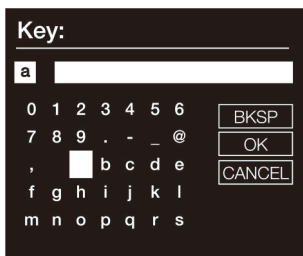 Key:
a
0 1 2 3 4 5 6
7 8 9 . - _ @
, b c d e
f g h i j k l
m n o p q r s
BKSP
OK
CANCEL